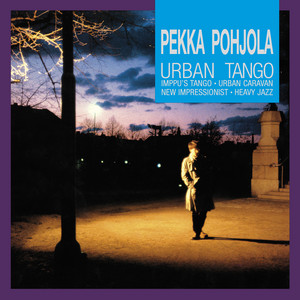 PEKKA POHJOLA
URBAN TANGO
IMPPU'S TANGO • URBAN CARAVAN
NEW IMPRESSIONIST • HEAVY JAZZ